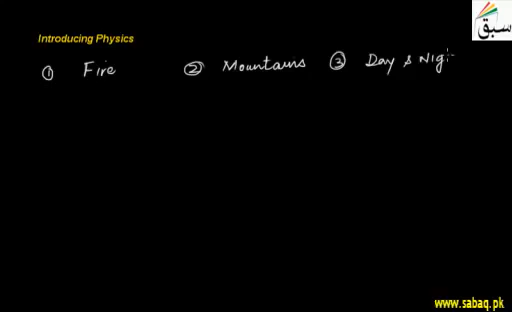 سبق
Introducing Physics
① Fire ② Mountains ③ Day & Nig
www.sabaq.pk